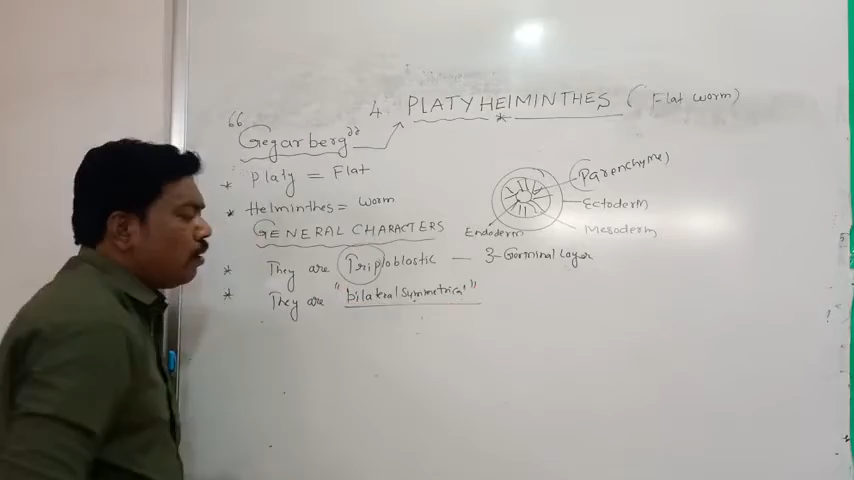 4. PLATYHEIMINTHES ( Flat worm)
"Gegarberg"
* Platy = Flat
* Helminthes = Worm
Parenchyme)
Ectoderm
Mesoderm
Endoderm
GENERAL CHARACTERS
* They are Triploblastic — 3-Germinal Layer
* They are "bilateral symmetrical"